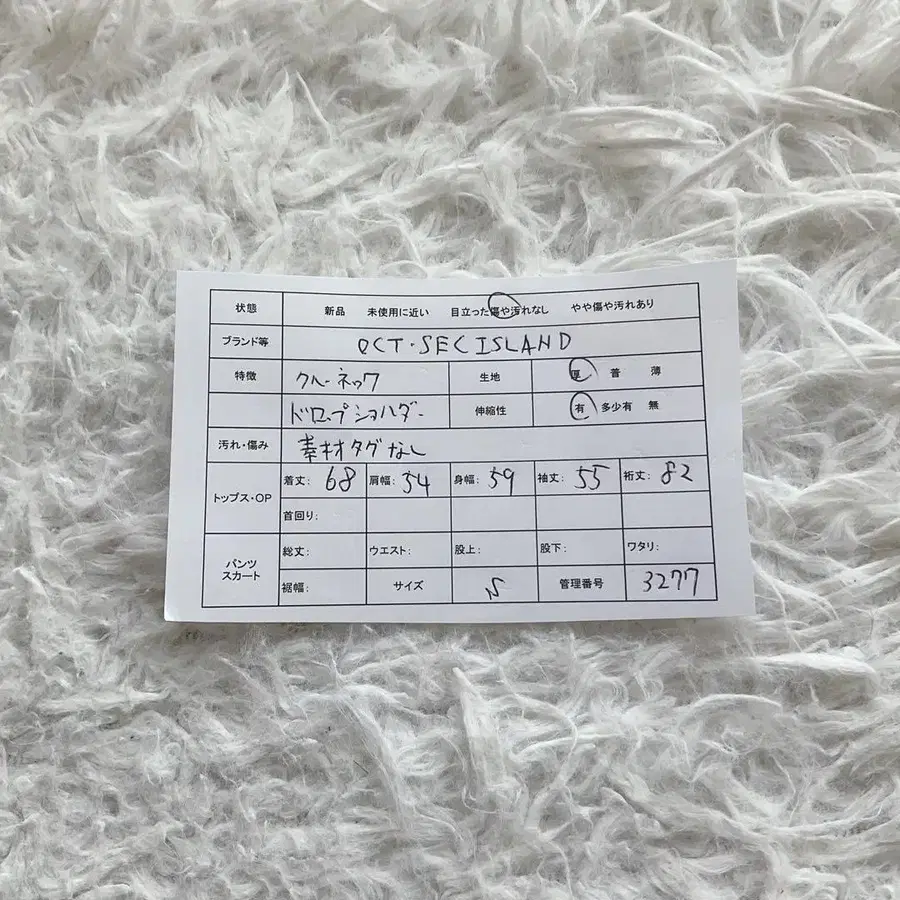 状態 新品 未使用に近い 目立った傷や汚れなし やや傷や汚れあり
ブランド等 OCT・SEC ISLAND
特徴 クルーネック 生地 厚 普 薄
ドロップショルダー 伸縮性 有 多少有 無
汚れ・傷み 素材タグなし
トップス・OP 着丈: 68 肩幅: 54 身幅: 59 袖丈: 55 裄丈: 82
首回り:
パンツ スカート 総丈: ウエスト: 股上: 股下: ワタリ:
裾幅: サイズ 管理番号 3277